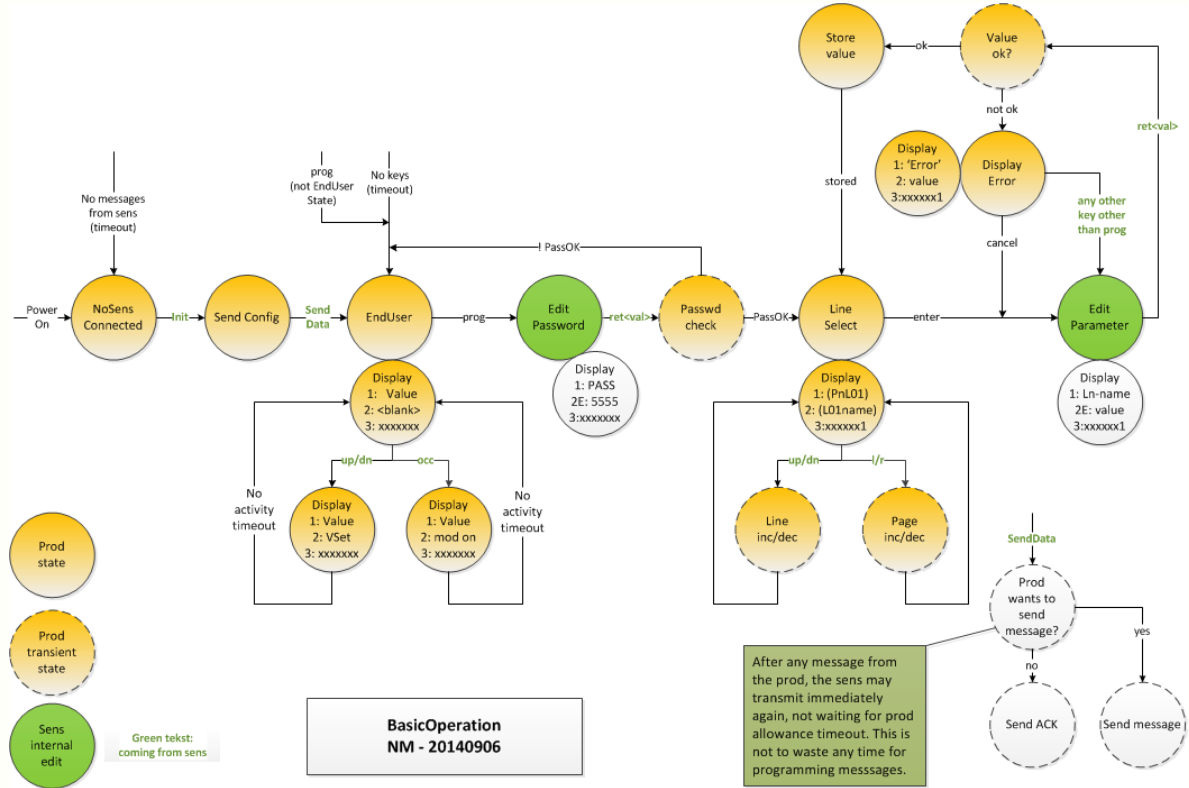 Store
value
ok
Value
ok?
not ok
ret<val>
Display
1: 'Error'
2: value
3:xxxxxx1
Display
Error
any other
key other
than prog
cancel
stored
No messages
from sens
(timeout)
prog
(not EndUser
State)
No keys
(timeout)
! PassOK
Power
On
NoSens
Connected
Init
Send Config
Send
Data
EndUser
prog
Edit
Password
ret<val>
Passwd
check
PassOK
Line
Select
enter
Edit
Parameter
Display
1: PASS
2E: 5555
3:xxxxxxx
Display
1: Value
2: <blank>
3: xxxxxxx
Display
1: (PnL01)
2: (L01name)
3:xxxxxx1
Display
1: Ln-name
2E: value
3:xxxxxx1
up/dn
occ
up/dn
l/r
No
activity
timeout
Display
1: Value
2: VSet
3: xxxxxxx
Display
1: Value
2: mod on
3: xxxxxxx
No
activity
timeout
Line
inc/dec
Page
inc/dec
Prod
state
Prod
transient
state
Sens
internal
edit
Green tekst:
coming from sens
BasicOperation
NM - 20140906
SendData
Prod
wants to
send
message?
yes
no
Send ACK
Send message
After any message from
the prod, the sens may
transmit immediately
again, not waiting for prod
allowance timeout. This is
not to waste any time for
programming messsages.